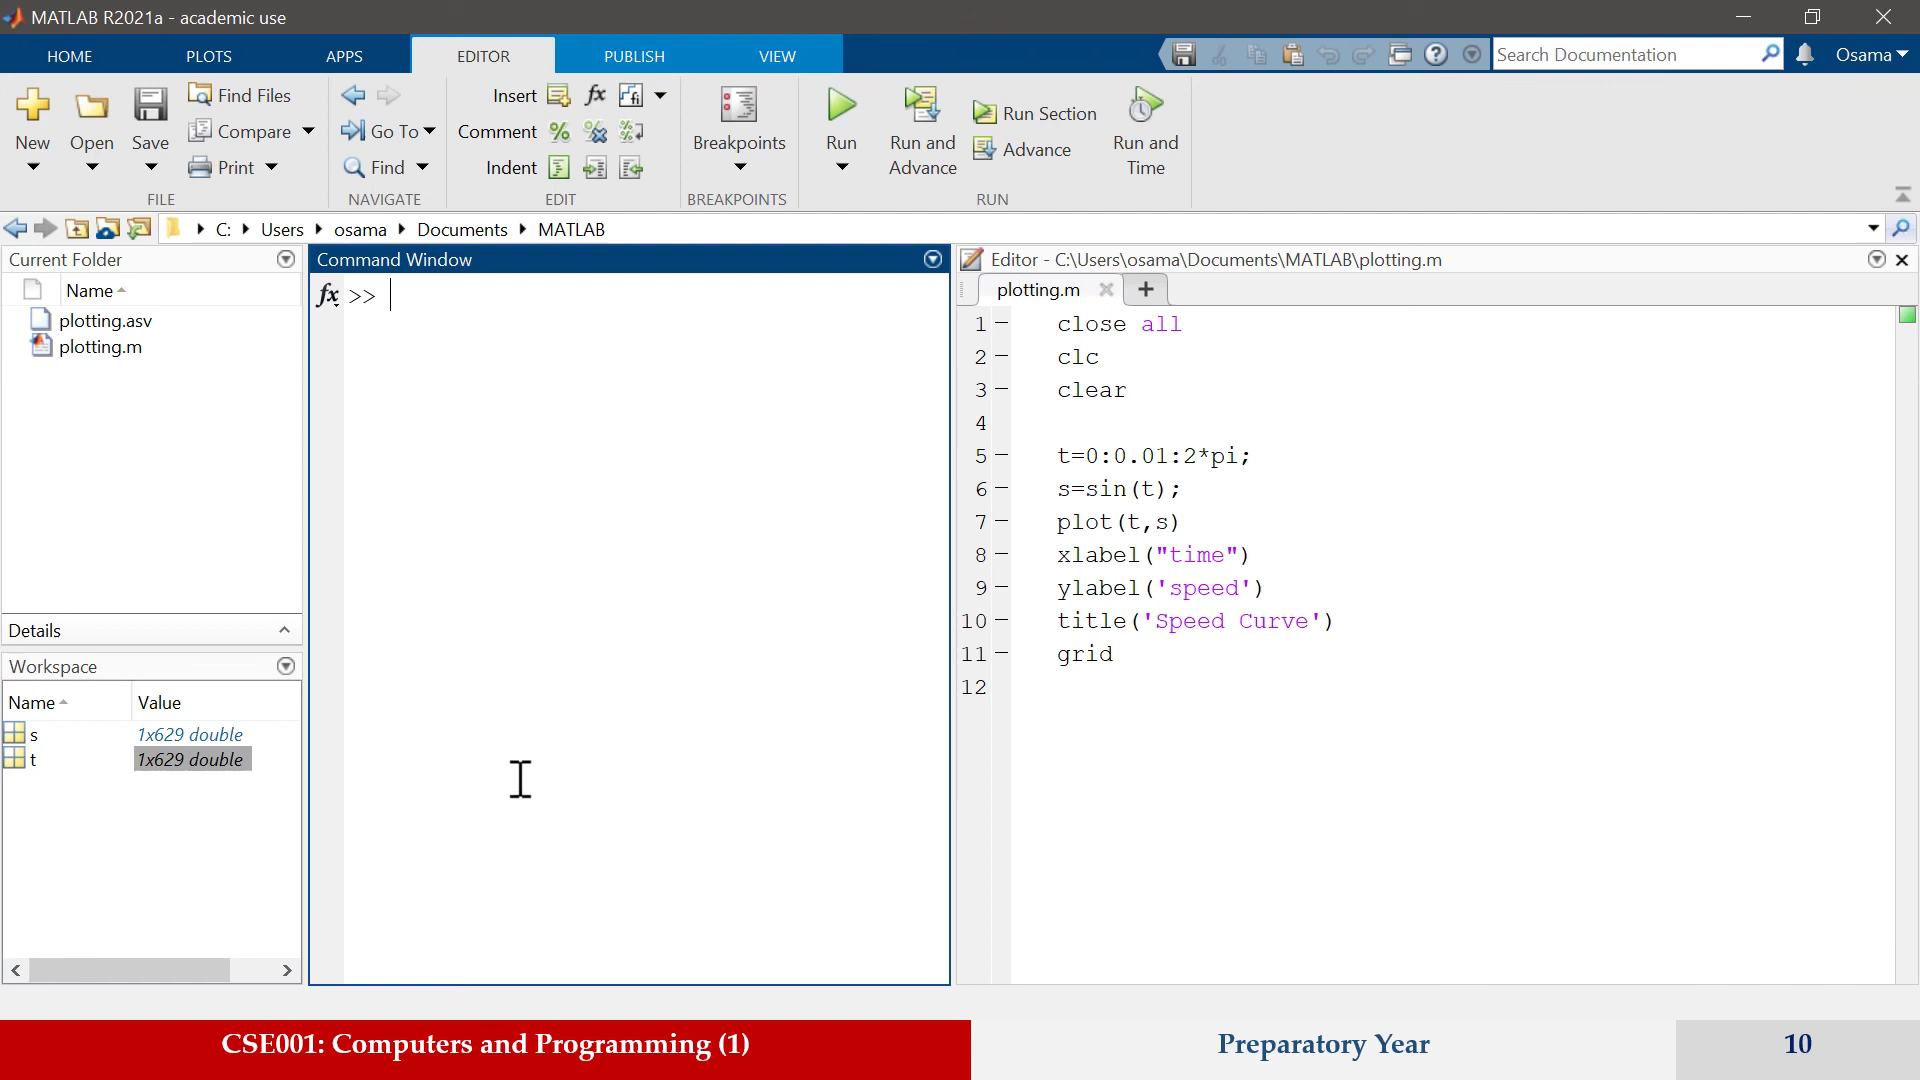 MATLAB R2021a - academic use
HOME PLOTS APPS EDITOR PUBLISH VIEW
Search Documentation
Osama
New
Open
Save
Find Files
Compare
Print
FILE
Go To
Find
NAVIGATE
Insert fx
Comment
Indent
EDIT
Breakpoints
BREAKPOINTS
Run
Run and
Advance
Run Section
Advance
Run and
Time
RUN
C: Users osama Documents MATLAB
Current Folder
Name
plotting.asv
plotting.m
Details
Workspace
Name Value
s 1x629 double
t 1x629 double
Command Window
fx >>
Editor - C:\Users\osama\Documents\MATLAB\plotting.m
plotting.m
1 close all
2 clc
3 clear
4
5 t=0:0.01:2*pi;
6 s=sin(t);
7 plot(t,s)
8 xlabel("time")
9 ylabel('speed')
10 title('Speed Curve')
11 grid
12
CSE001: Computers and Programming (1)
Preparatory Year
10